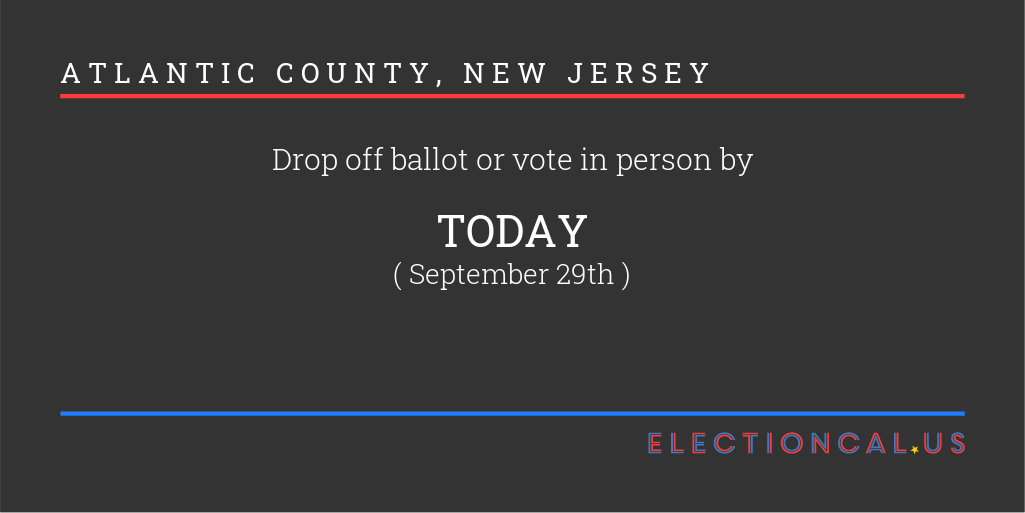 ATLANTIC COUNTY, NEW JERSEY
Drop off ballot or vote in person by
TODAY
( September 29th )
ELECTIONCAL.US